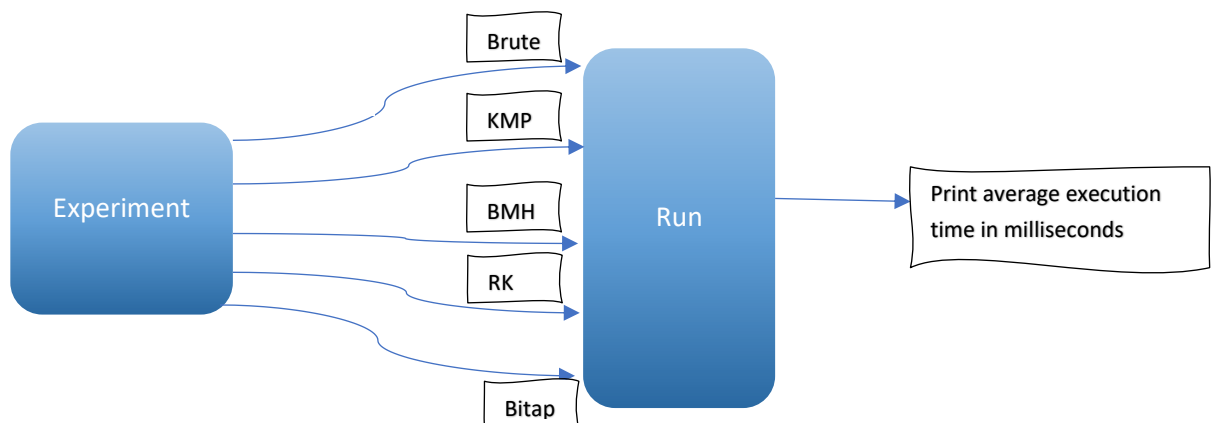 Brute
KMP
Experiment
BMH
Run
Print average execution
time in milliseconds
RK
Bitap